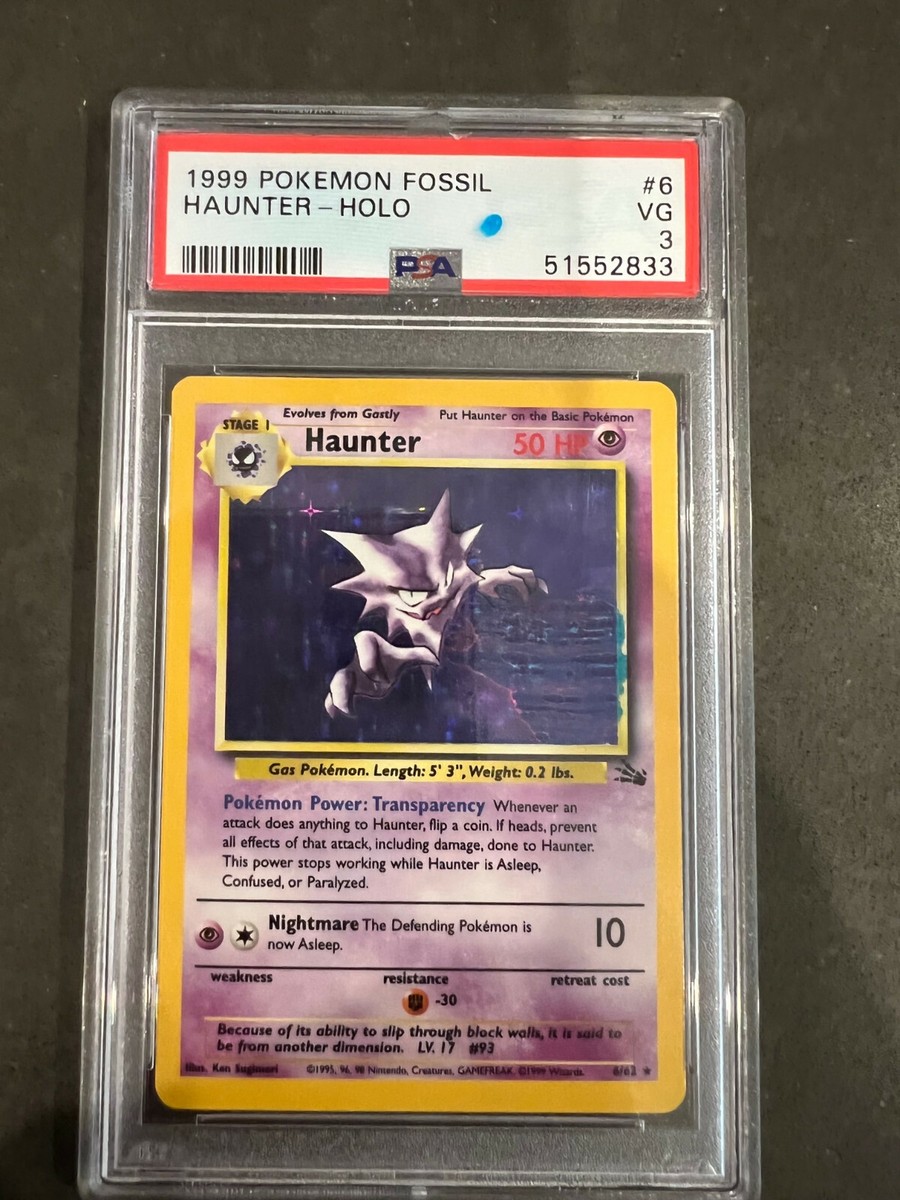 1999 POKEMON FOSSIL #6
HAUNTER - HOLO VG
3
PSA 51552833
Evolves from Gastly Put Haunter on the Basic Pokémon
STAGE 1
Haunter 50 HP
Gas Pokémon. Length: 5' 3", Weight: 0.2 lbs.
Pokémon Power: Transparency Whenever an
attack does anything to Haunter, flip a coin. If heads, prevent
all effects of that attack, including damage, done to Haunter.
This power stops working while Haunter is Asleep,
Confused, or Paralyzed.
Nightmare The Defending Pokémon is
now Asleep.
10
weakness resistance retreat cost
-30
Because of its ability to slip through block walls, it is said to
be from another dimension. LV. 17 #93
Illus. Ken Sugimori ©1995, 96, 98 Nintendo, Creatures, GAMEFREAK. ©1999 Wizards. 6/62 ★